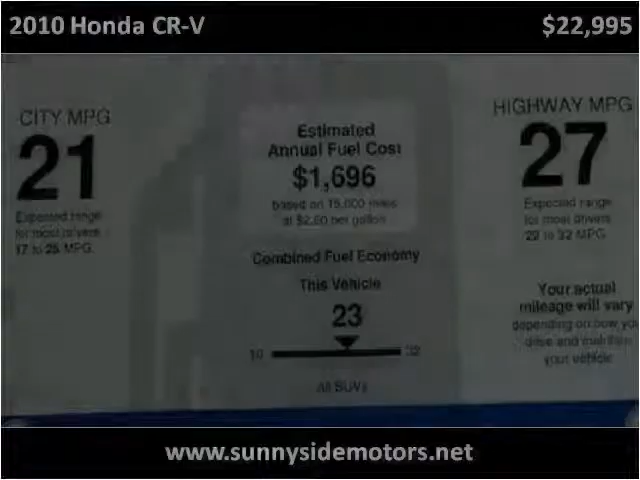 2010 Honda CR-V $22,995
CITY MPG
21
Expected range
for most drivers
17 to 25 MPG
Estimated
Annual Fuel Cost
$1,696
based on 15,000 miles
at $2.60 per gallon
Combined Fuel Economy
This Vehicle
23
10 32
All SUVs
HIGHWAY MPG
27
Expected range
for most drivers
22 to 32 MPG
Your actual
mileage will vary
depending on how you
drive and maintain
your vehicle
www.sunnysidemotors.net